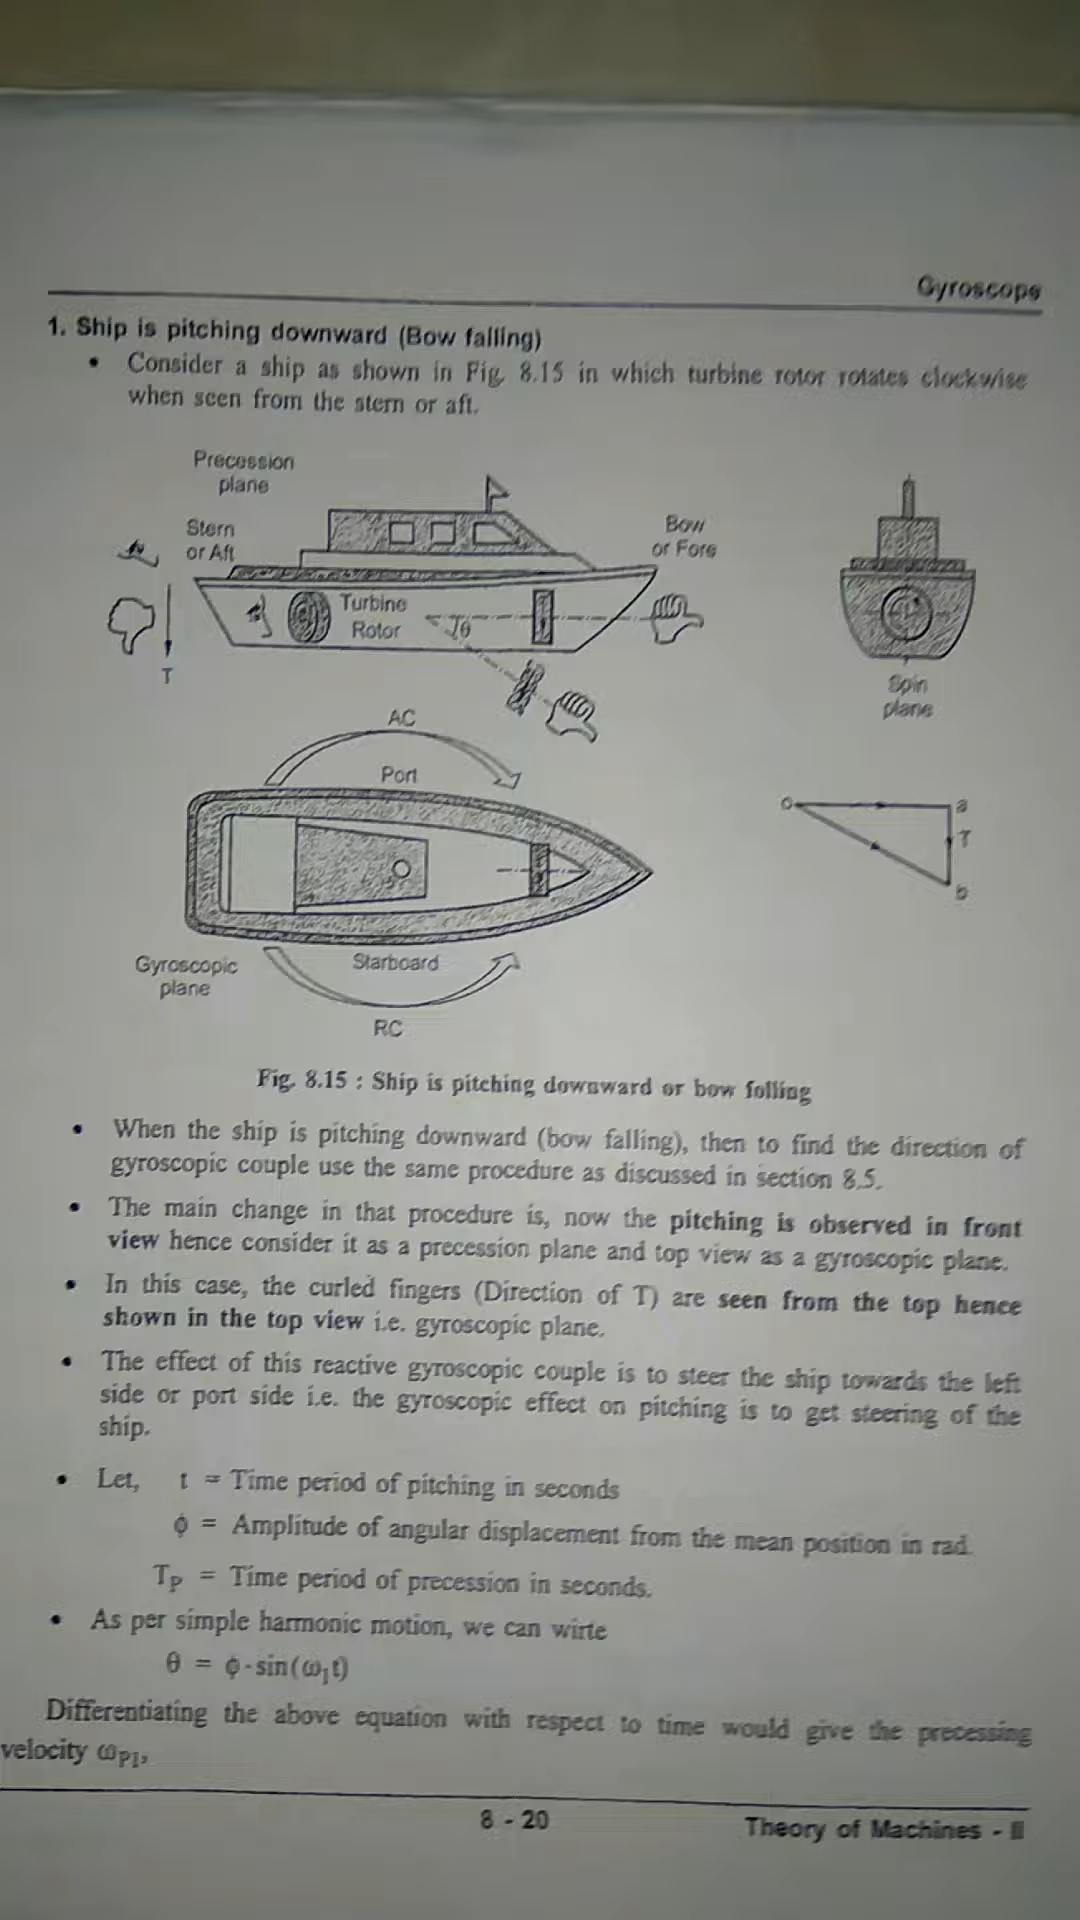 Gyroscope
1. Ship is pitching downward (Bow falling)
• Consider a ship as shown in Fig. 8.15 in which turbine rotor rotates clockwise
when seen from the stern or aft.
Precession
plane
Stern
or Aft
Bow
or Fore
Turbine
Rotor
θ
T
Spin
plane
AC
Port
o
a
T
b
Starboard
Gyroscopic
plane
RC
Fig. 8.15 : Ship is pitching downward or bow folling
• When the ship is pitching downward (bow falling), then to find the direction of
gyroscopic couple use the same procedure as discussed in section 8.5.
• The main change in that procedure is, now the pitching is observed in front
view hence consider it as a precession plane and top view as a gyroscopic plane.
• In this case, the curled fingers (Direction of T) are seen from the top hence
shown in the top view i.e. gyroscopic plane.
• The effect of this reactive gyroscopic couple is to steer the ship towards the left
side or port side i.e. the gyroscopic effect on pitching is to get steering of the
ship.
• Let, t = Time period of pitching in seconds
ϕ = Amplitude of angular displacement from the mean position in rad.
T_P = Time period of precession in seconds.
• As per simple harmonic motion, we can wirte
θ = ϕ·sin(ω₁t)
Differentiating the above equation with respect to time would give the precessing
velocity ω_P1,
8 - 20
Theory of Machines - II